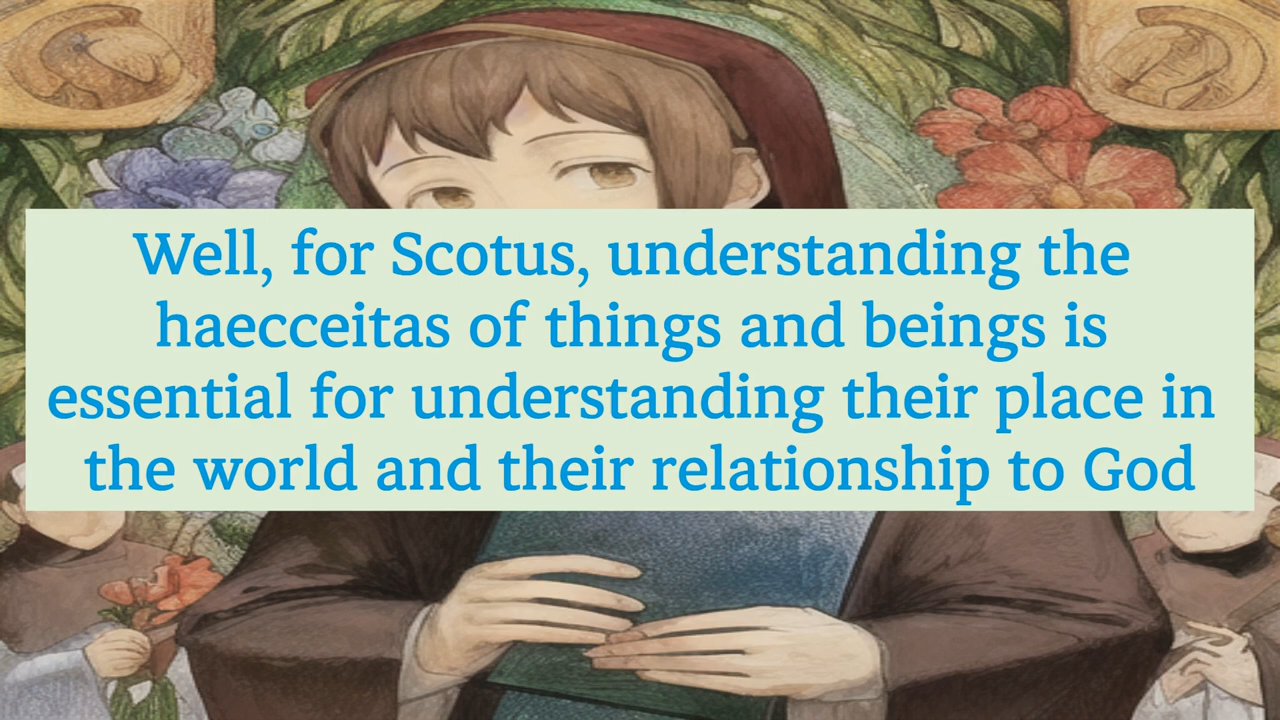 Well, for Scotus, understanding the
haecceitas of things and beings is
essential for understanding their place in
the world and their relationship to God